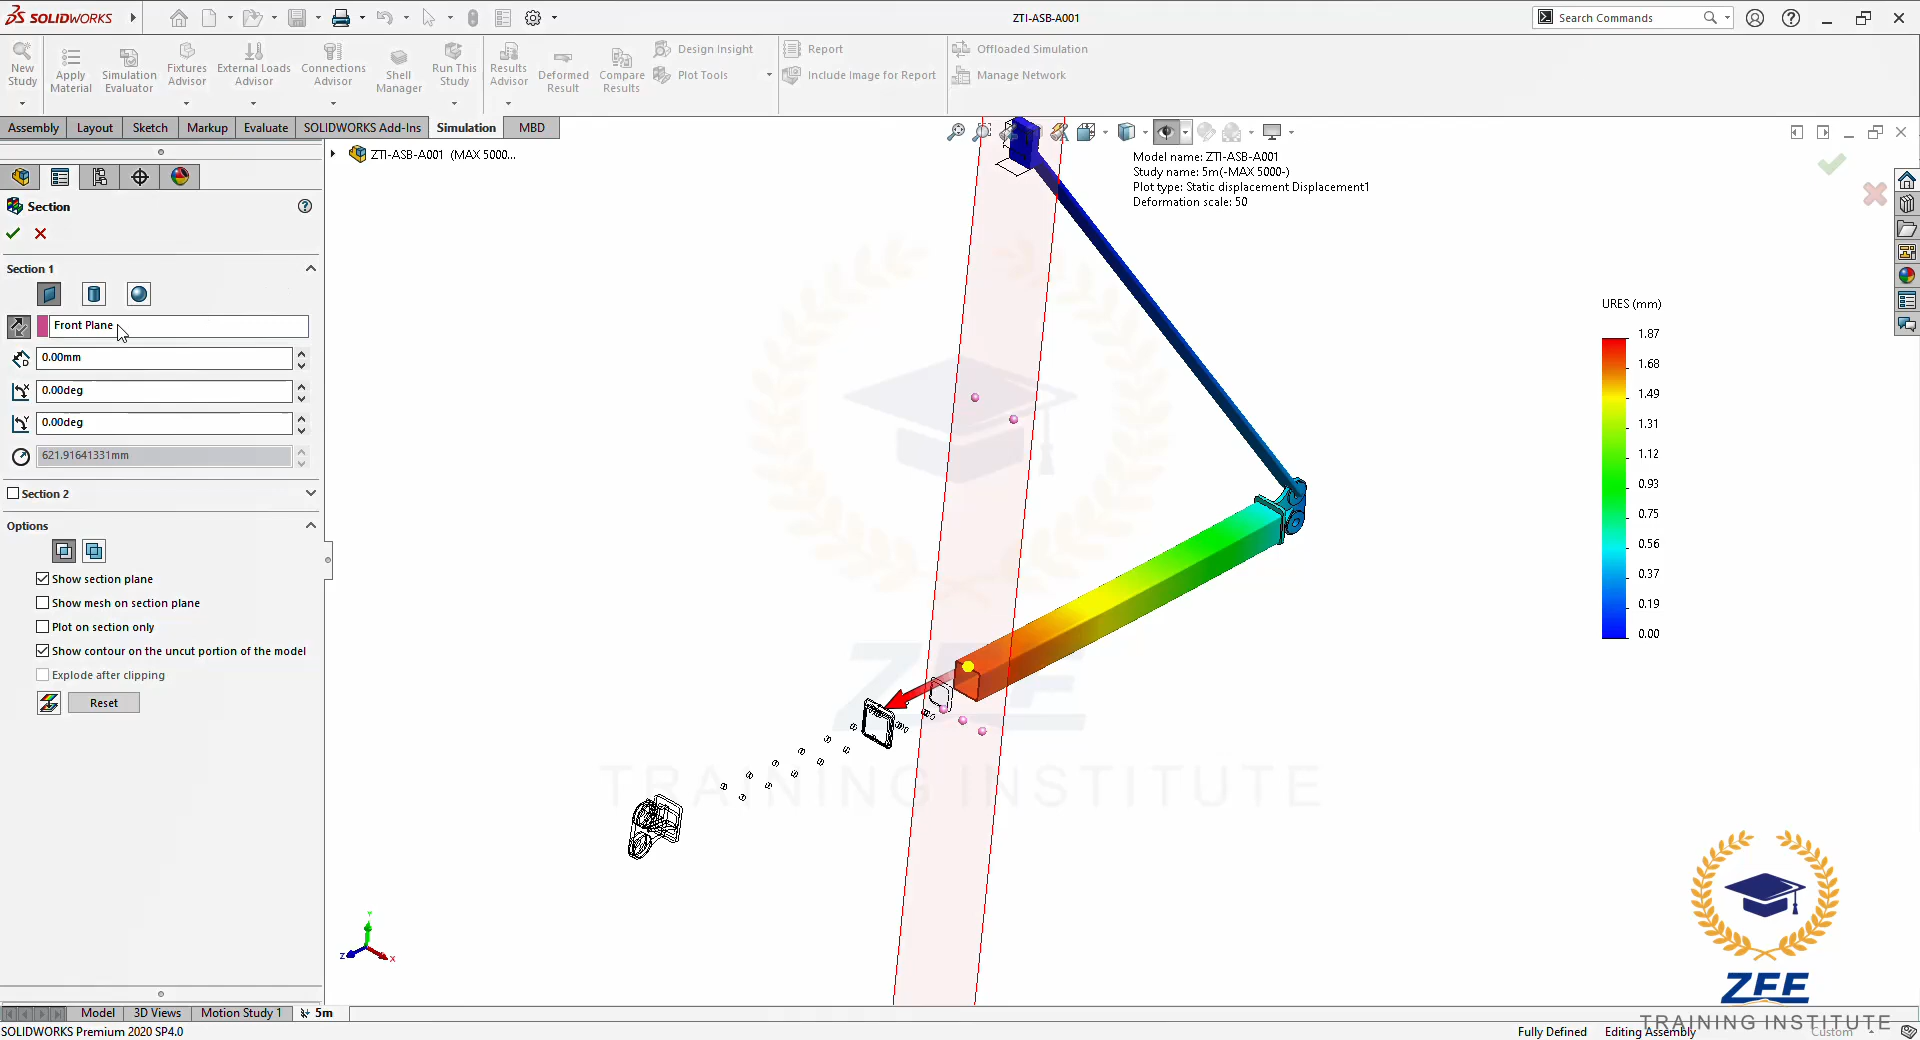 SOLIDWORKS
ZTI-ASB-A001
Search Commands
New Study
Apply Material
Simulation Evaluator
Fixtures Advisor
External Loads Advisor
Connections Advisor
Shell Manager
Run This Study
Results Advisor
Deformed Result
Compare Results
Design Insight
Plot Tools
Report
Include Image for Report
Offloaded Simulation
Manage Network
Assembly
Layout
Sketch
Markup
Evaluate
SOLIDWORKS Add-Ins
Simulation
MBD
ZTI-ASB-A001 (MAX 5000...
Model name: ZTI-ASB-A001
Study name: 5m(-MAX 5000-)
Plot type: Static displacement Displacement1
Deformation scale: 50
Section
Section 1
Front Plane
0.00mm
0.00deg
0.00deg
621.91641331mm
Section 2
Options
Show section plane
Show mesh on section plane
Plot on section only
Show contour on the uncut portion of the model
Explode after clipping
Reset
URES (mm)
1.87
1.68
1.49
1.31
1.12
0.93
0.75
0.56
0.37
0.19
0.00
ZEE
TRAINING INSTITUTE
Y
Z
X
ZEE
TRAINING INSTITUTE
Model
3D Views
Motion Study 1
5m
SOLIDWORKS Premium 2020 SP4.0
Fully Defined
Editing Assembly
Custom